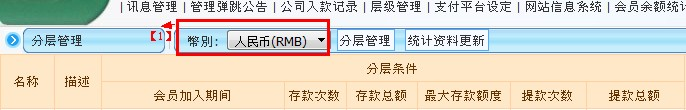 |讯息管理 | 管理弹跳公告 | 公司入款记录 | 层级管理 | 支付平台设定 | 网站信息系统 | 会员余额统计
分层管理 【1】 幣别: 人民币(RMB) 分层管理 统计资料更新
名称 描述 分层条件
会员加入期间 存款次数 存款总额 最大存款额度 提款次数 提款总额